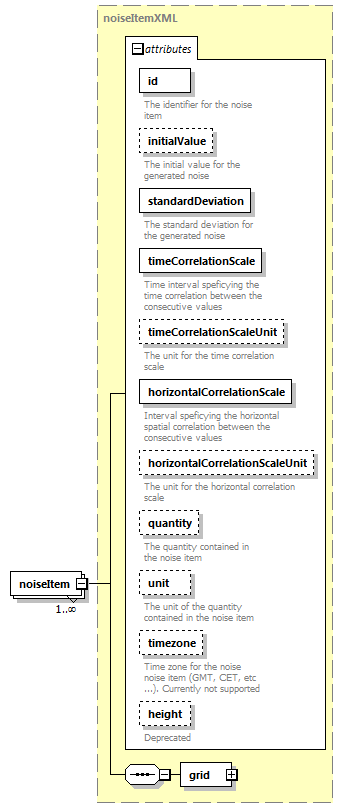 noiseItemXML
attributes
id
The identifier for the noise
item
initialValue
The initial value for the
generated noise
standardDeviation
The standard deviation for
the generated noise
timeCorrelationScale
Time interval speficying the
time correlation between the
consecutive values
timeCorrelationScaleUnit
The unit for the time correlation
scale
horizontalCorrelationScale
Interval speficying the horizontal
spatial correlation between the
consecutive values
horizontalCorrelationScaleUnit
The unit for the horizontal correlation
scale
quantity
The quantity contained in
the noise item
unit
The unit of the quantity
contained in the noise item
timezone
Time zone for the noise
noise item (GMT, CET, etc
...). Currently not supported
height
Deprecated
noiseItem
1..∞
grid